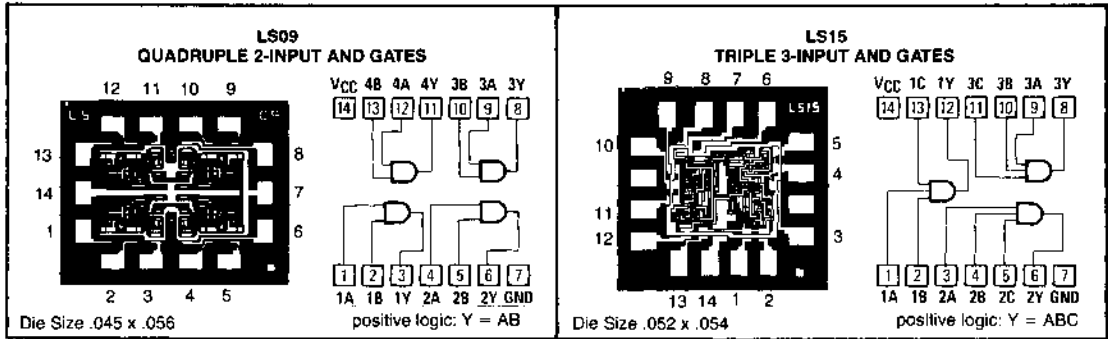 LS09
QUADRUPLE 2-INPUT AND GATES
12 11 10 9
LS 09
13 8
14 7
1 6
2 3 4 5
Die Size .045 x .056
VCC 4B 4A 4Y 3B 3A 3Y
14 13 12 11 10 9 8
1 2 3 4 5 6 7
1A 1B 1Y 2A 2B 2Y GND
positive logic: Y = AB
LS15
TRIPLE 3-INPUT AND GATES
9 8 7 6
LS15
10 5
4
11
12 3
13 14 1 2
Die Size .052 x .054
VCC 1C 1Y 3C 3B 3A 3Y
14 13 12 11 10 9 8
1 2 3 4 5 6 7
1A 1B 2A 2B 2C 2Y GND
positive logic: Y = ABC